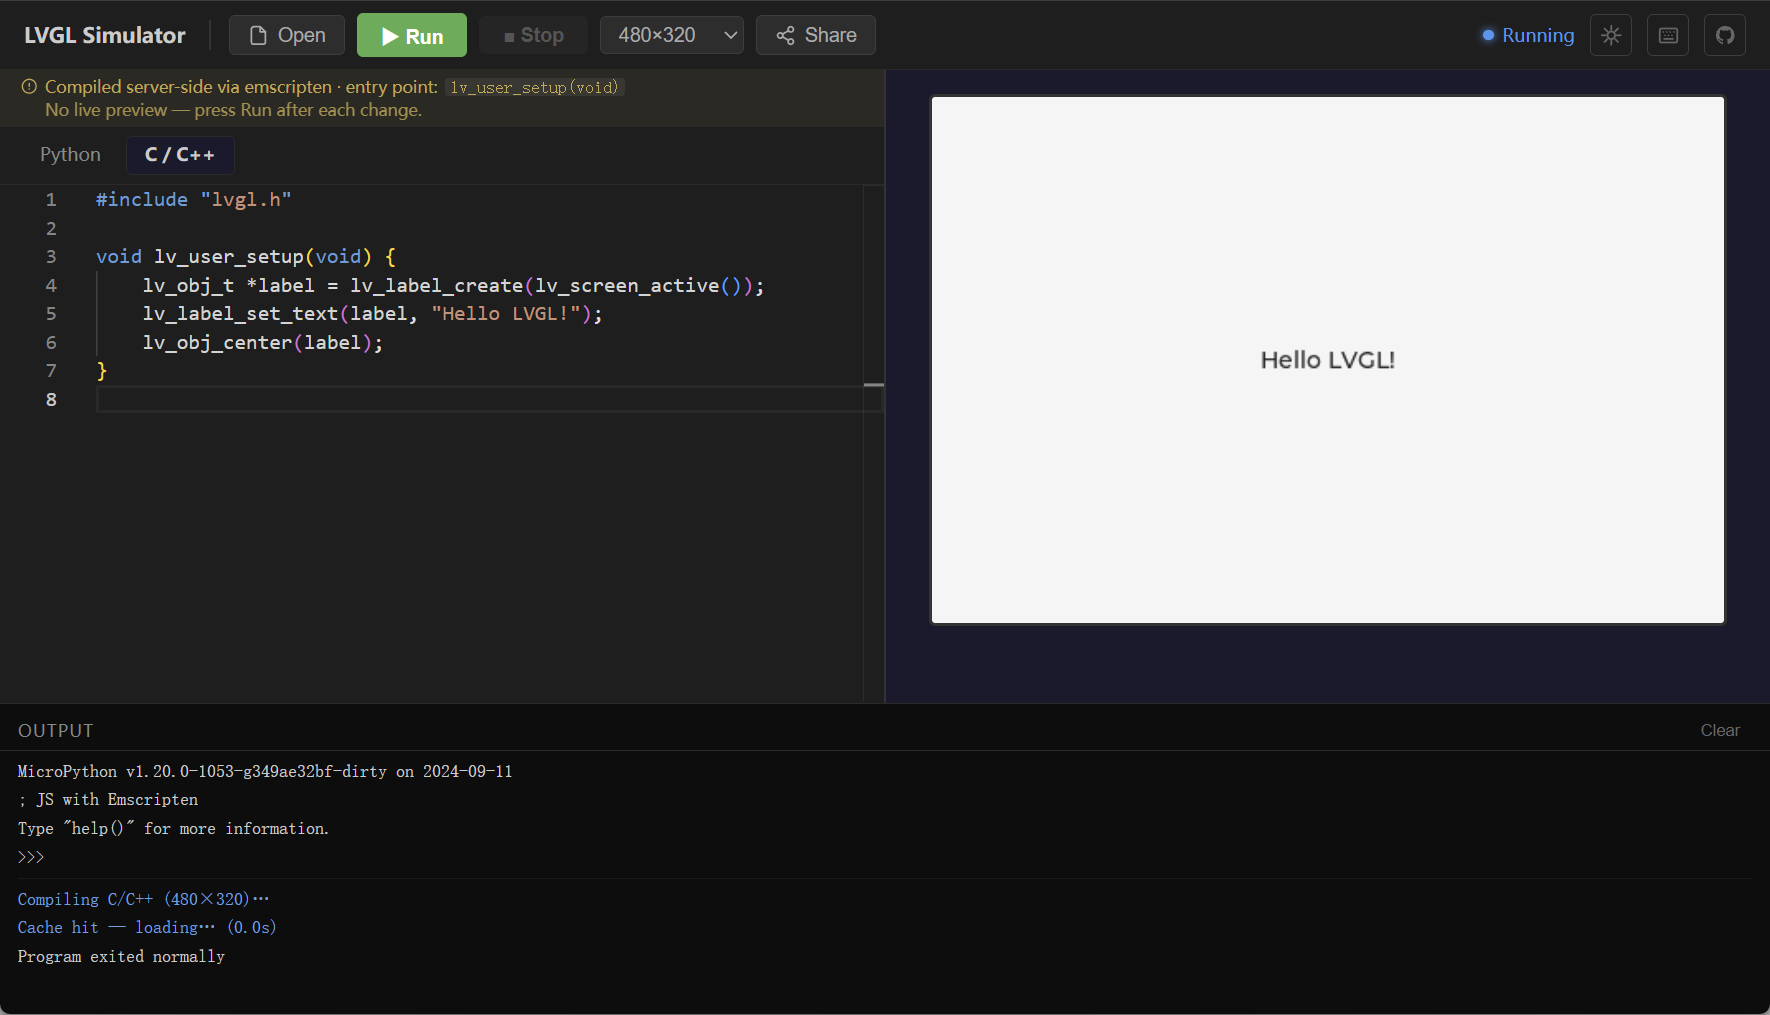 LVGL Simulator
Open
Run
Stop
480×320
Share
Running
Compiled server-side via emscripten · entry point: lv_user_setup(void)
No live preview — press Run after each change.
Python
C / C++
1 #include "lvgl.h"
2
3 void lv_user_setup(void) {
4     lv_obj_t *label = lv_label_create(lv_screen_active());
5     lv_label_set_text(label, "Hello LVGL!");
6     lv_obj_center(label);
7 }
8
Hello LVGL!
OUTPUT
Clear
MicroPython v1.20.0-1053-g349ae32bf-dirty on 2024-09-11
; JS with Emscripten
Type "help()" for more information.
>>>
Compiling C/C++ (480×320)…
Cache hit — loading… (0.0s)
Program exited normally